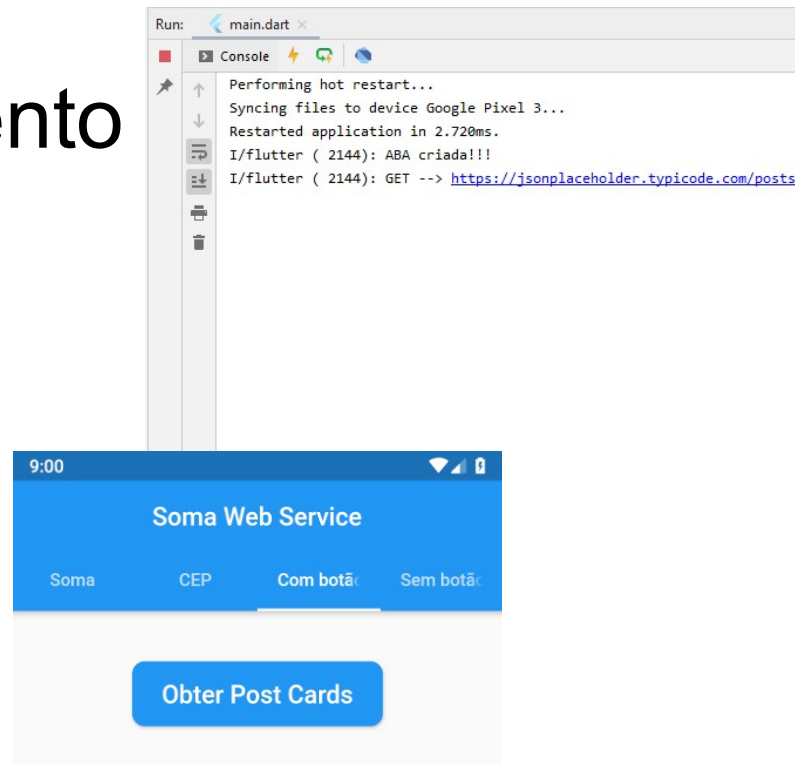 Run: main.dart
Console
ento
Performing hot restart...
Syncing files to device Google Pixel 3...
Restarted application in 2.720ms.
I/flutter ( 2144): ABA criada!!!
I/flutter ( 2144): GET --> https://jsonplaceholder.typicode.com/posts
9:00
Soma Web Service
Soma CEP Com botão Sem botão
Obter Post Cards